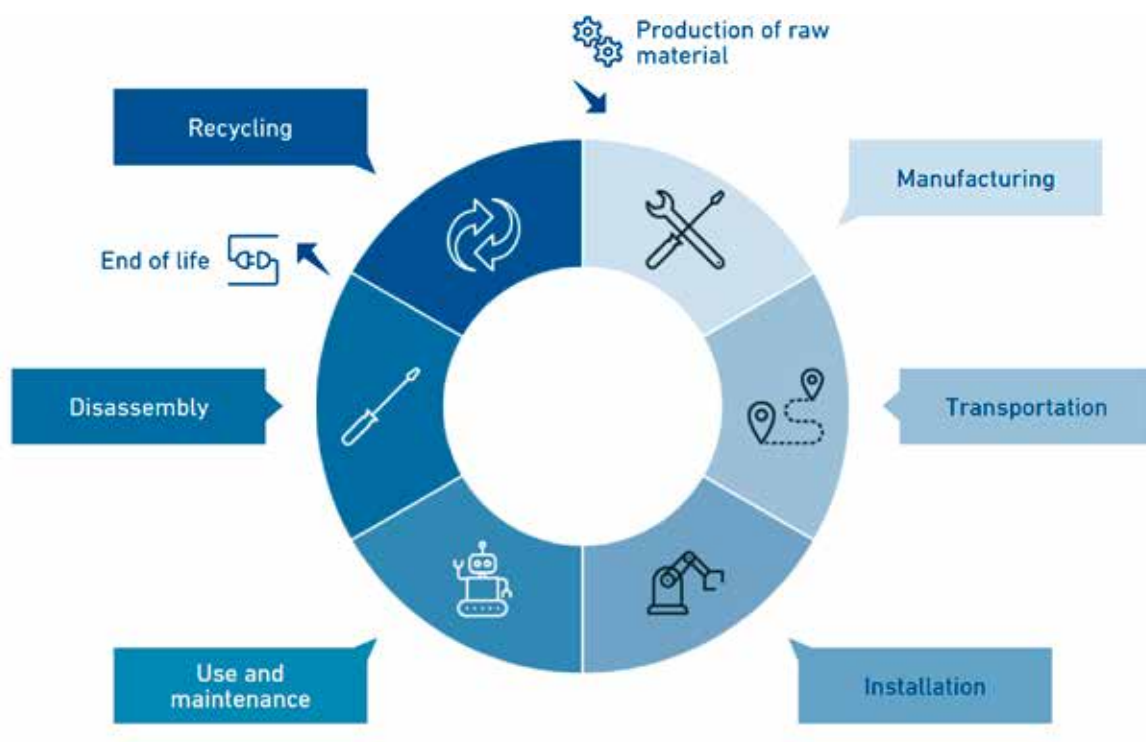 Production of raw
material
Recycling
Manufacturing
End of life
Disassembly
Transportation
Use and
maintenance
Installation